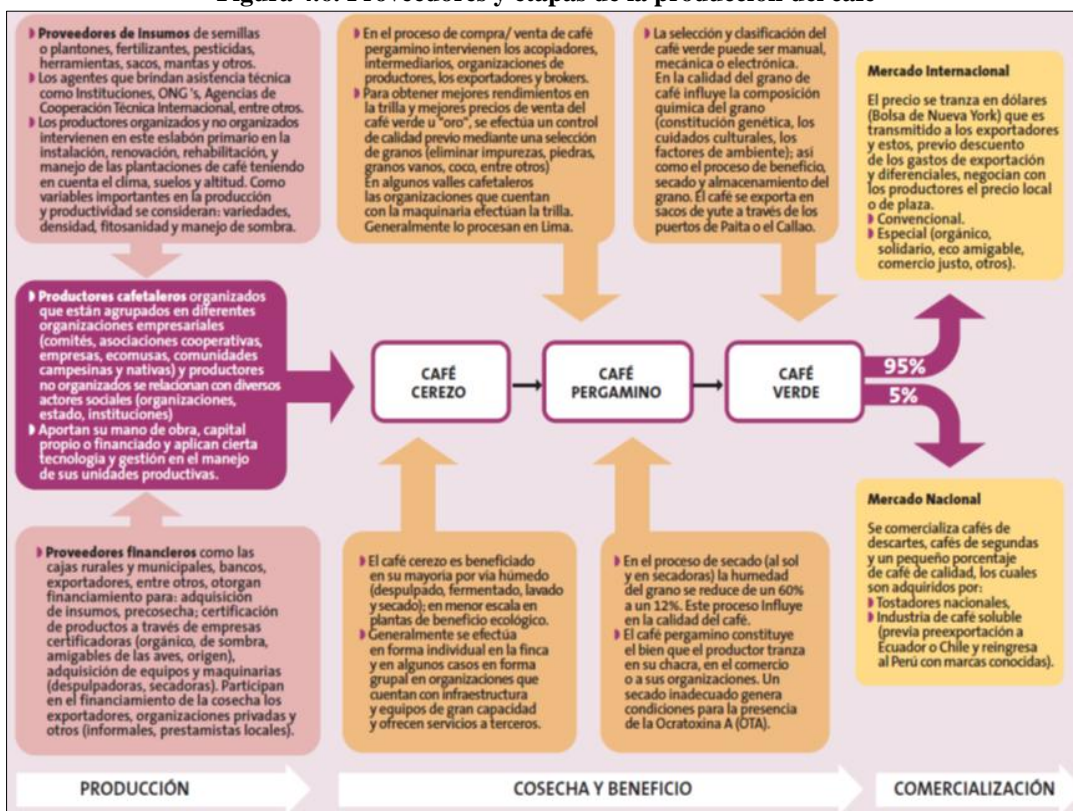 Figura 4.6. Proveedores y etapas de la producción del café
Proveedores de Insumos de semillas
o plantones, fertilizantes, pesticidas,
herramientas, sacos, mantas y otros.
Los agentes que brindan asistencia técnica
como Instituciones, ONG 's, Agencias de
Cooperación Técnica Internacional, entre otros.
Los productores organizados y no organizados
intervienen en este eslabón primario en la
instalación, renovación, rehabilitación, y
manejo de las plantaciones de café teniendo
en cuenta el clima, suelos y altitud. Como
variables importantes en la producción
y productividad se consideran: variedades,
densidad, fitosanidad y manejo de sombra.
En el proceso de compra/ venta de café
pergamino intervienen los acopiadores,
intermediarios, organizaciones de
productores, los exportadores y brokers.
Para obtener mejores rendimientos en
la trilla y mejores precios de venta del
café verde u "oro", se efectúa un control
de calidad previo mediante una selección
de granos (eliminar impurezas, piedras,
granos vanos, coco, entre otros)
En algunos valles cafetaleros
las organizaciones que cuentan
con la maquinaria efectúan la trilla.
Generalmente lo procesan en Lima.
La selección y clasificación del
café verde puede ser manual,
mecánica o electrónica.
En la calidad del grano de
café influye la composición
química del grano
(constitución genética, los
cuidados culturales, los
factores de ambiente); así
como el proceso de beneficio,
secado y almacenamiento del
grano. El café se exporta en
sacos de yute a través de los
puertos de Paita o el Callao.
Mercado Internacional
El precio se tranza en dólares
(Bolsa de Nueva York) que es
transmitido a los exportadores
y estos, previo descuento
de los gastos de exportación
y diferenciales, negocian con
los productores el precio local
o de plaza.
Convencional.
Especial (orgánico,
solidario, eco amigable,
comercio justo, otros).
Productores cafetaleros organizados
que están agrupados en diferentes
organizaciones empresariales
(comités, asociaciones cooperativas,
empresas, ecomusas, comunidades
campesinas y nativas) y productores
no organizados se relacionan con diversos
actores sociales (organizaciones,
estado, instituciones)
Aportan su mano de obra, capital
propio o financiado y aplican cierta
tecnología y gestión en el manejo
de sus unidades productivas.
CAFÉ
CEREZO
CAFÉ
PERGAMINO
CAFÉ
VERDE
95%
5%
Proveedores financieros como las
cajas rurales y municipales, bancos,
exportadores, entre otros, otorgan
financiamiento para: adquisición
de insumos, precosecha; certificación
de productos a través de empresas
certificadoras (orgánico, de sombra,
amigables de las aves, origen),
adquisición de equipos y maquinarias
(despulpadoras, secadoras). Participan
en el financiamiento de la cosecha los
exportadores, organizaciones privadas y
otros (informales, prestamistas locales).
El café cerezo es beneficiado
en su mayoría por vía húmedo
(despulpado, fermentado, lavado
y secado); en menor escala en
plantas de beneficio ecológico.
Generalmente se efectúa
en forma individual en la finca
y en algunos casos en forma
grupal en organizaciones que
cuentan con infraestructura
y equipos de gran capacidad
y ofrecen servicios a terceros.
En el proceso de secado (al sol
y en secadoras) la humedad
del grano se reduce de un 60%
a un 12%. Este proceso Influye
en la calidad del café.
El café pergamino constituye
el bien que el productor tranza
en su chacra, en el comercio
o a sus organizaciones. Un
secado inadecuado genera
condiciones para la presencia
de la Ocratoxina A (OTA).
Mercado Nacional
Se comercializa cafés de
descartes, cafés de segundas
y un pequeño porcentaje
de café de calidad, los cuales
son adquiridos por:
Tostadores nacionales,
Industria de café soluble
(previa preexportación a
Ecuador o Chile y reingresa
al Perú con marcas conocidas).
PRODUCCIÓN
COSECHA Y BENEFICIO
COMERCIALIZACIÓN